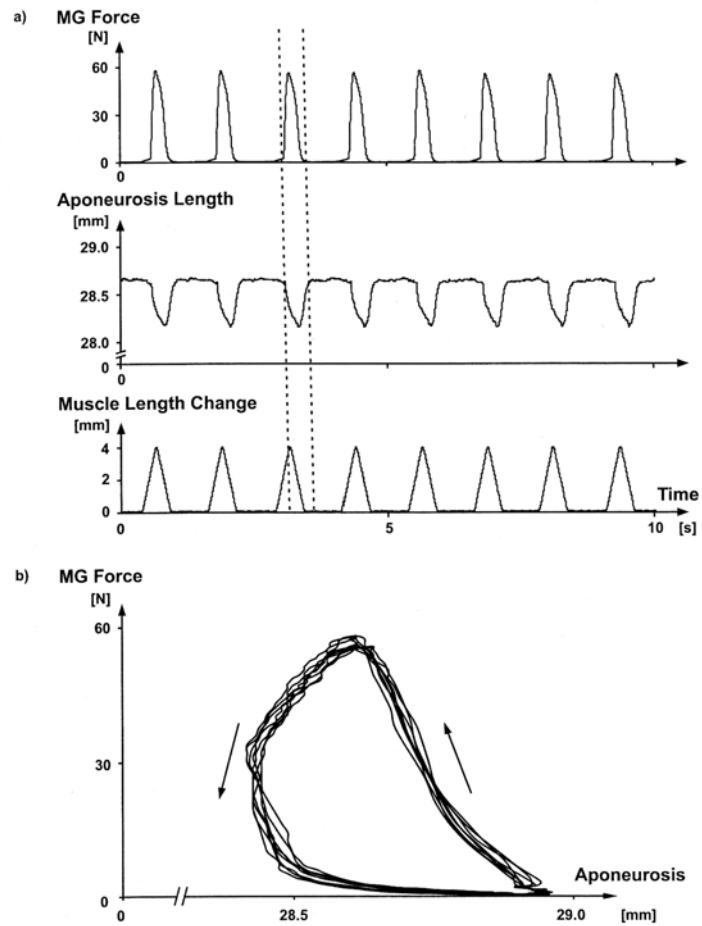 a) MG Force
[N]
60
30
0
0
Aponeurosis Length
[mm]
29.0
28.5
28.0
0
0
Muscle Length Change
[mm]
4
2
0
Time
0 5 10 [s]
b) MG Force
[N]
60
30
Aponeurosis
0
0 28.5 29.0 [mm]